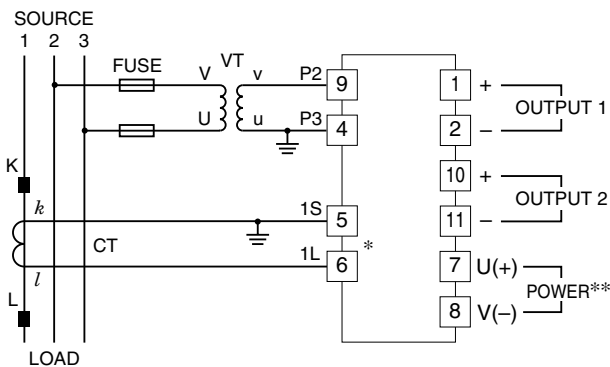 SOURCE
1 2 3
FUSE
V VT v P2 9 1 +
OUTPUT 1
U u P3 4 2 –
10 +
OUTPUT 2
K
k 1S 5 11 –
CT
l 1L 6 * 7 U(+)
POWER**
L
8 V(–)
LOAD